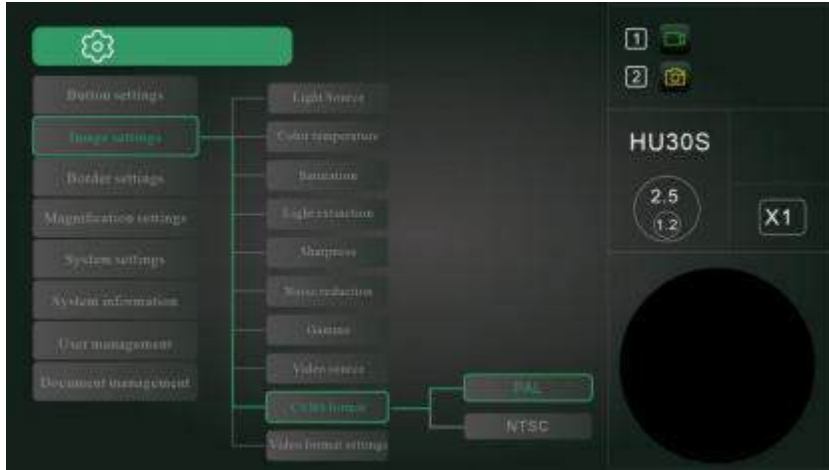 1
2
Button settings
Image settings
Border settings
Magnification settings
System settings
System information
User management
Document management
Light Source
Color temperature
Saturation
Light extinction
Sharpness
Noise reduction
Gamma
Video source
Video format settings
PAL
NTSC
HU30S
2.5
1.2
X1